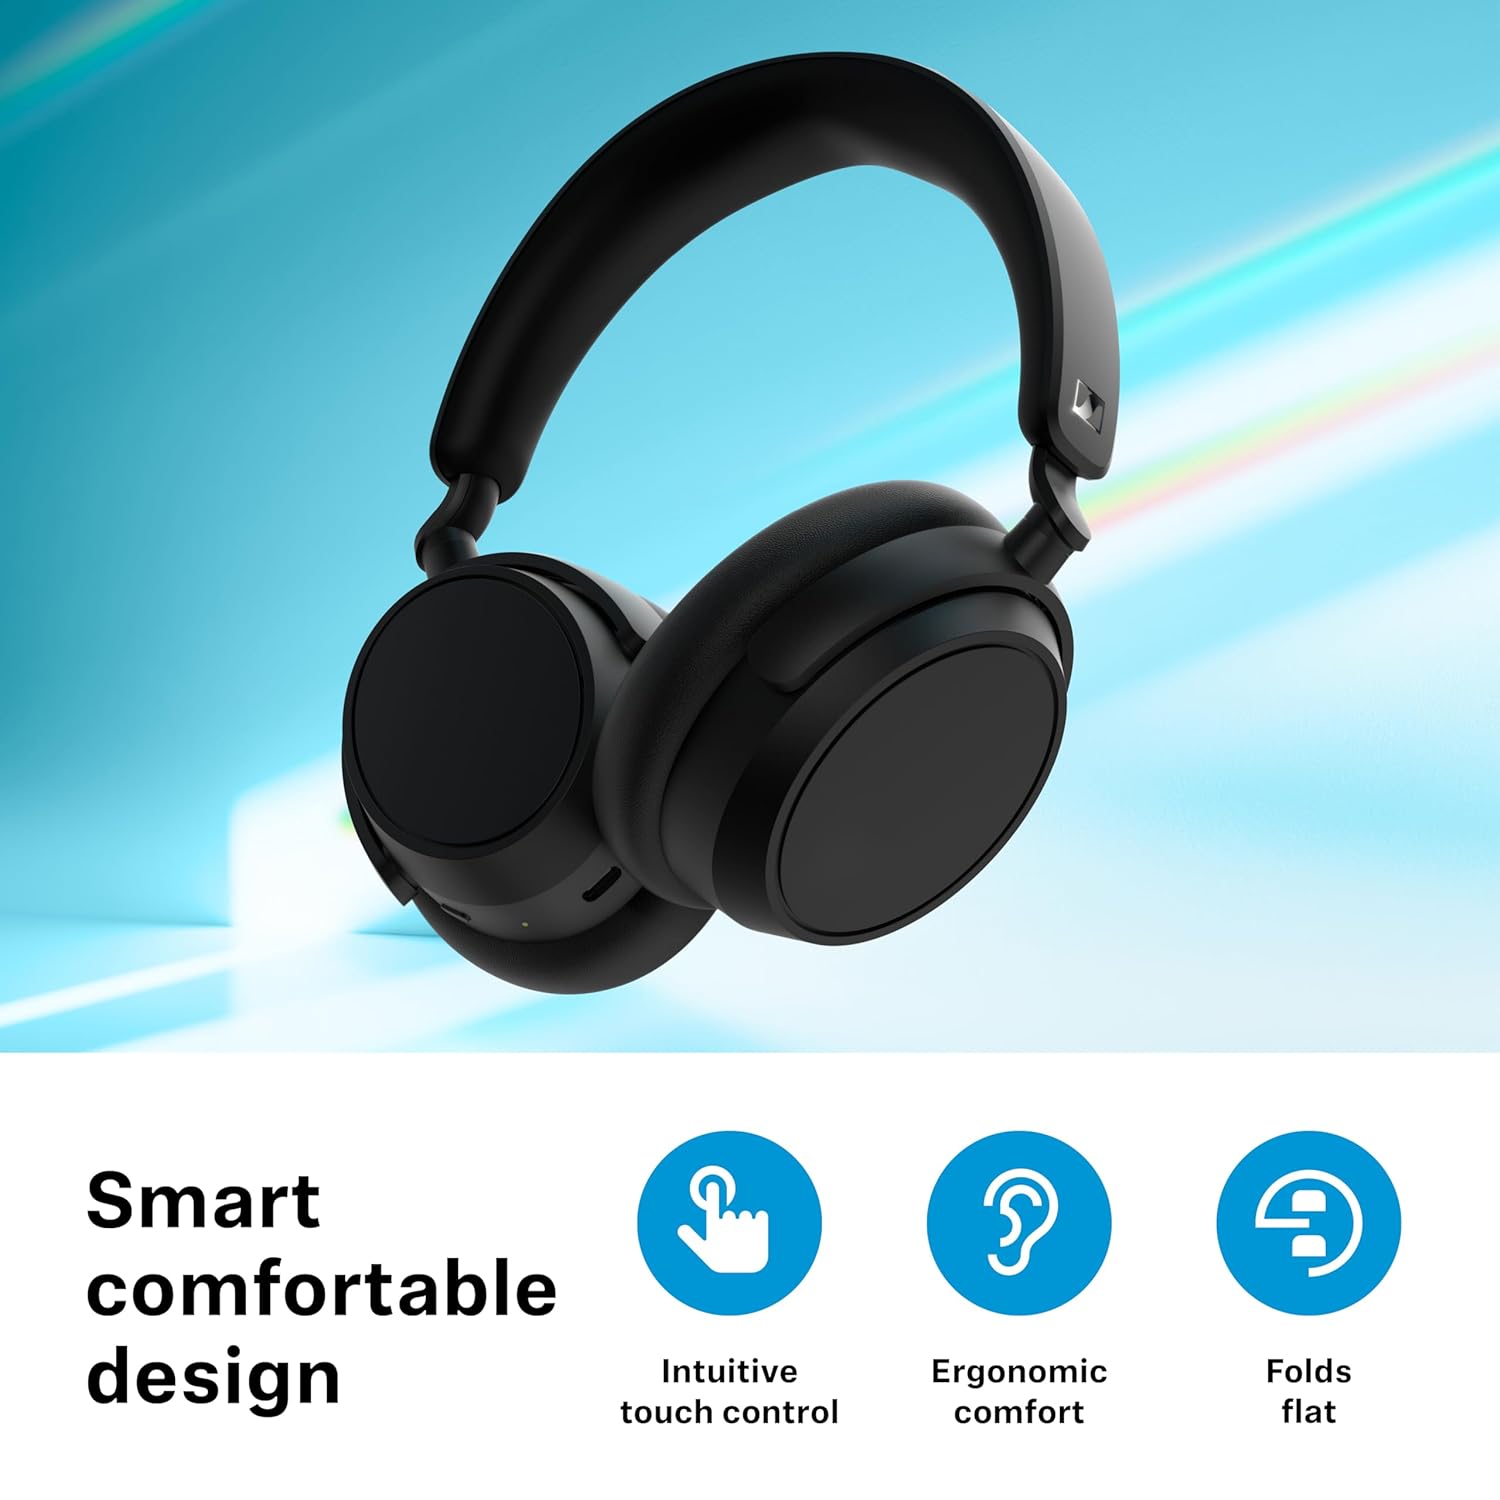 Smart
comfortable
design
Intuitive
touch control
Ergonomic
comfort
Folds
flat